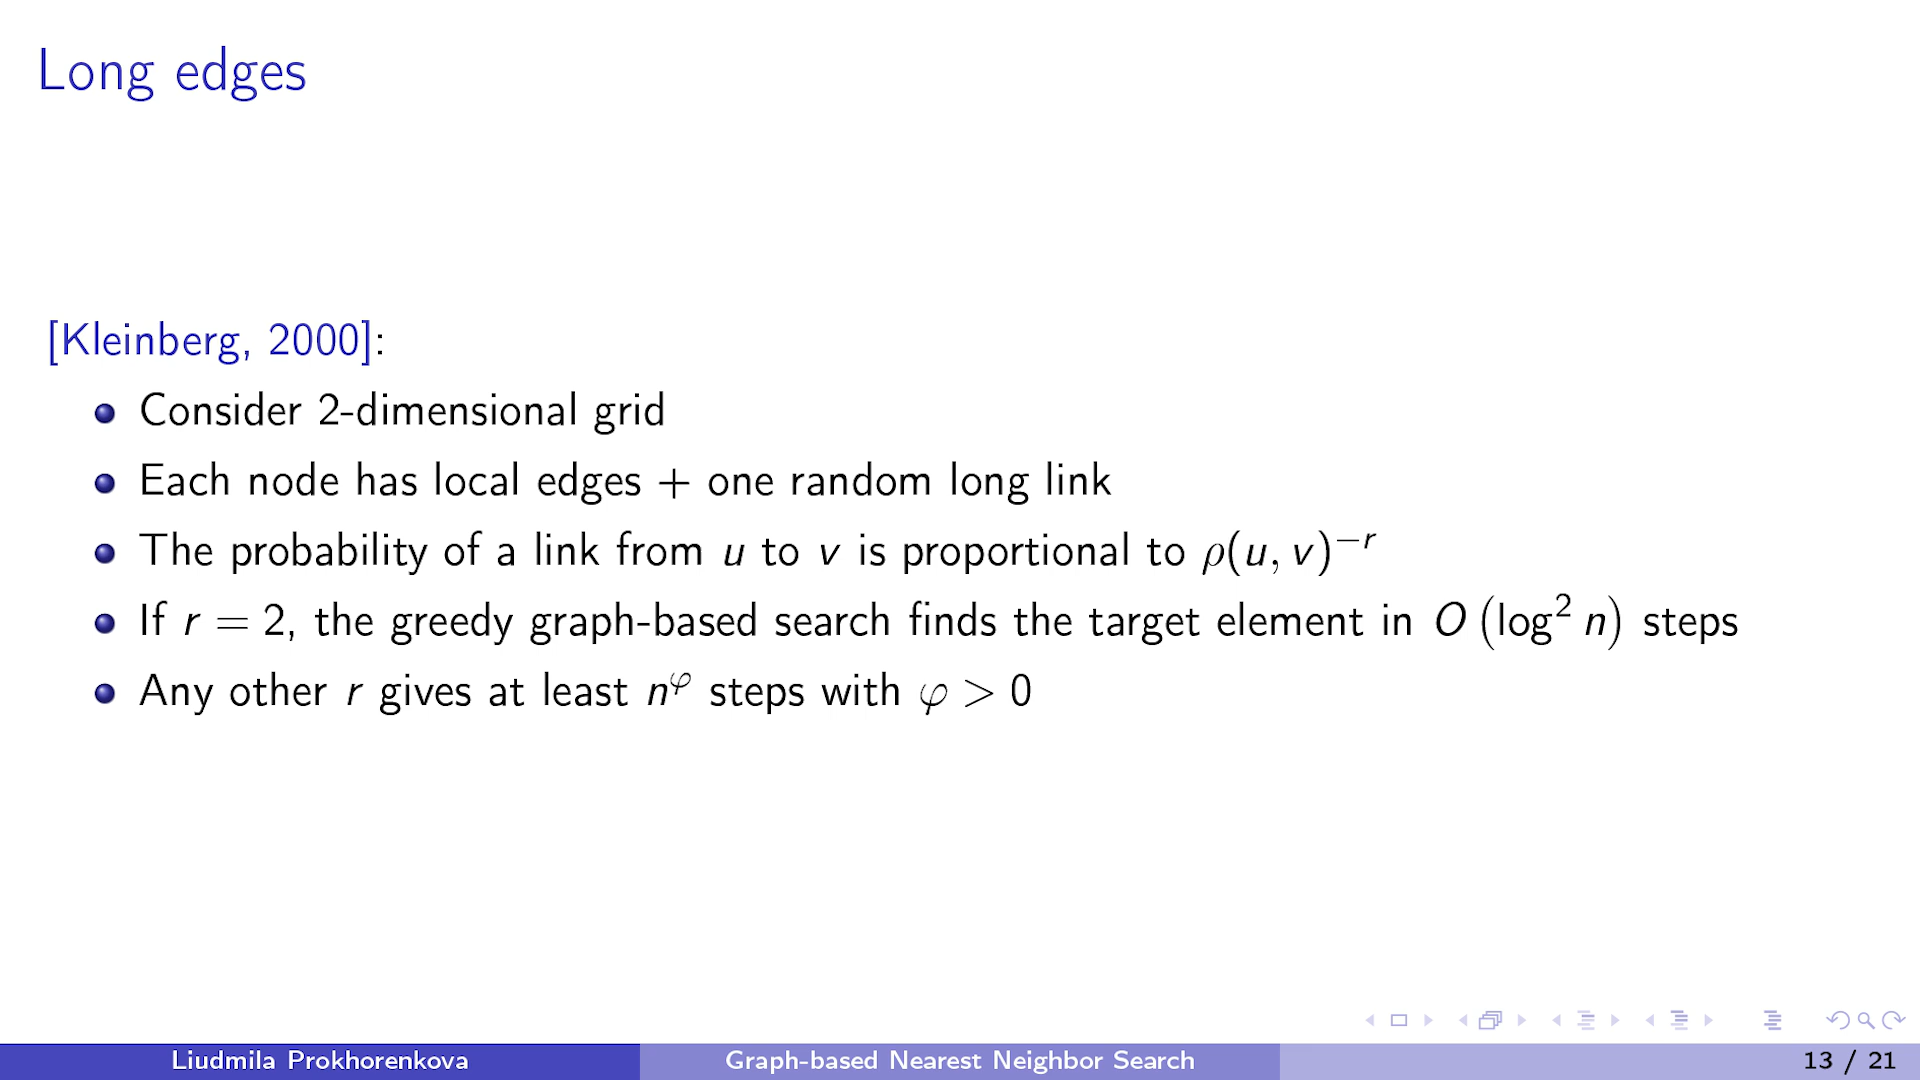 Long edges
[Kleinberg, 2000]:
Consider 2-dimensional grid
Each node has local edges + one random long link
The probability of a link from u to v is proportional to ρ(u, v)⁻ʳ
If r = 2, the greedy graph-based search finds the target element in O (log² n) steps
Any other r gives at least n^φ steps with φ > 0
Liudmila Prokhorenkova
Graph-based Nearest Neighbor Search
13 / 21